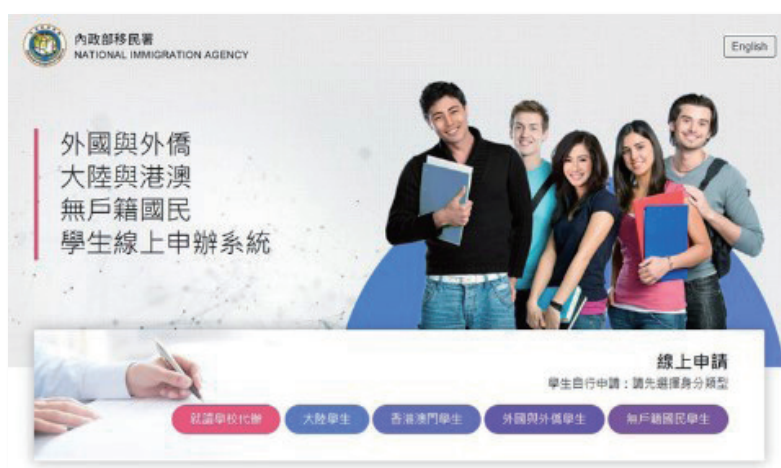 內政部移民署
NATIONAL IMMIGRATION AGENCY
English
外國與外僑
大陸與港澳
無戶籍國民
學生線上申辦系統
線上申請
學生自行申請：請先選擇身分類型
就讀學校代辦
大陸學生
香港澳門學生
外國與外僑學生
無戶籍國民學生